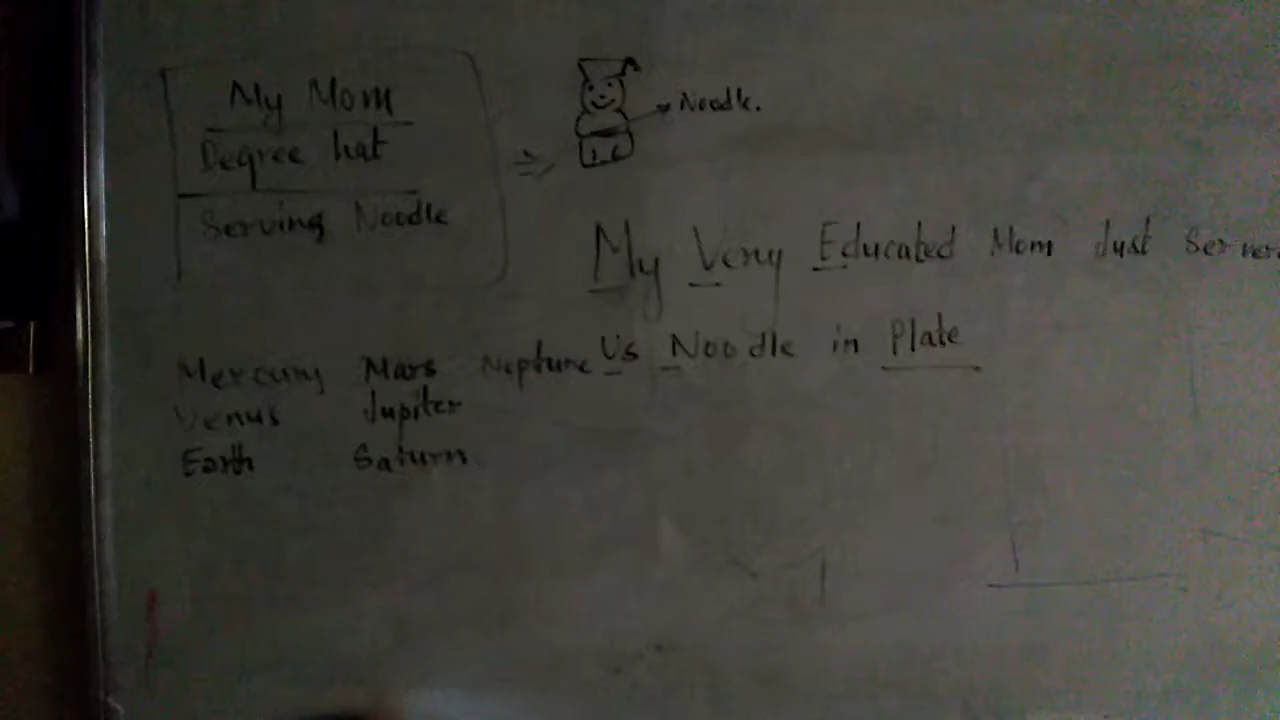 My Mom
Degree hat
Serving Noodle
Noodle.
My Very Educated Mom Just Server
Us Noodle in Plate
Mercury Mars Neptune
Venus Jupiter
Earth Saturn